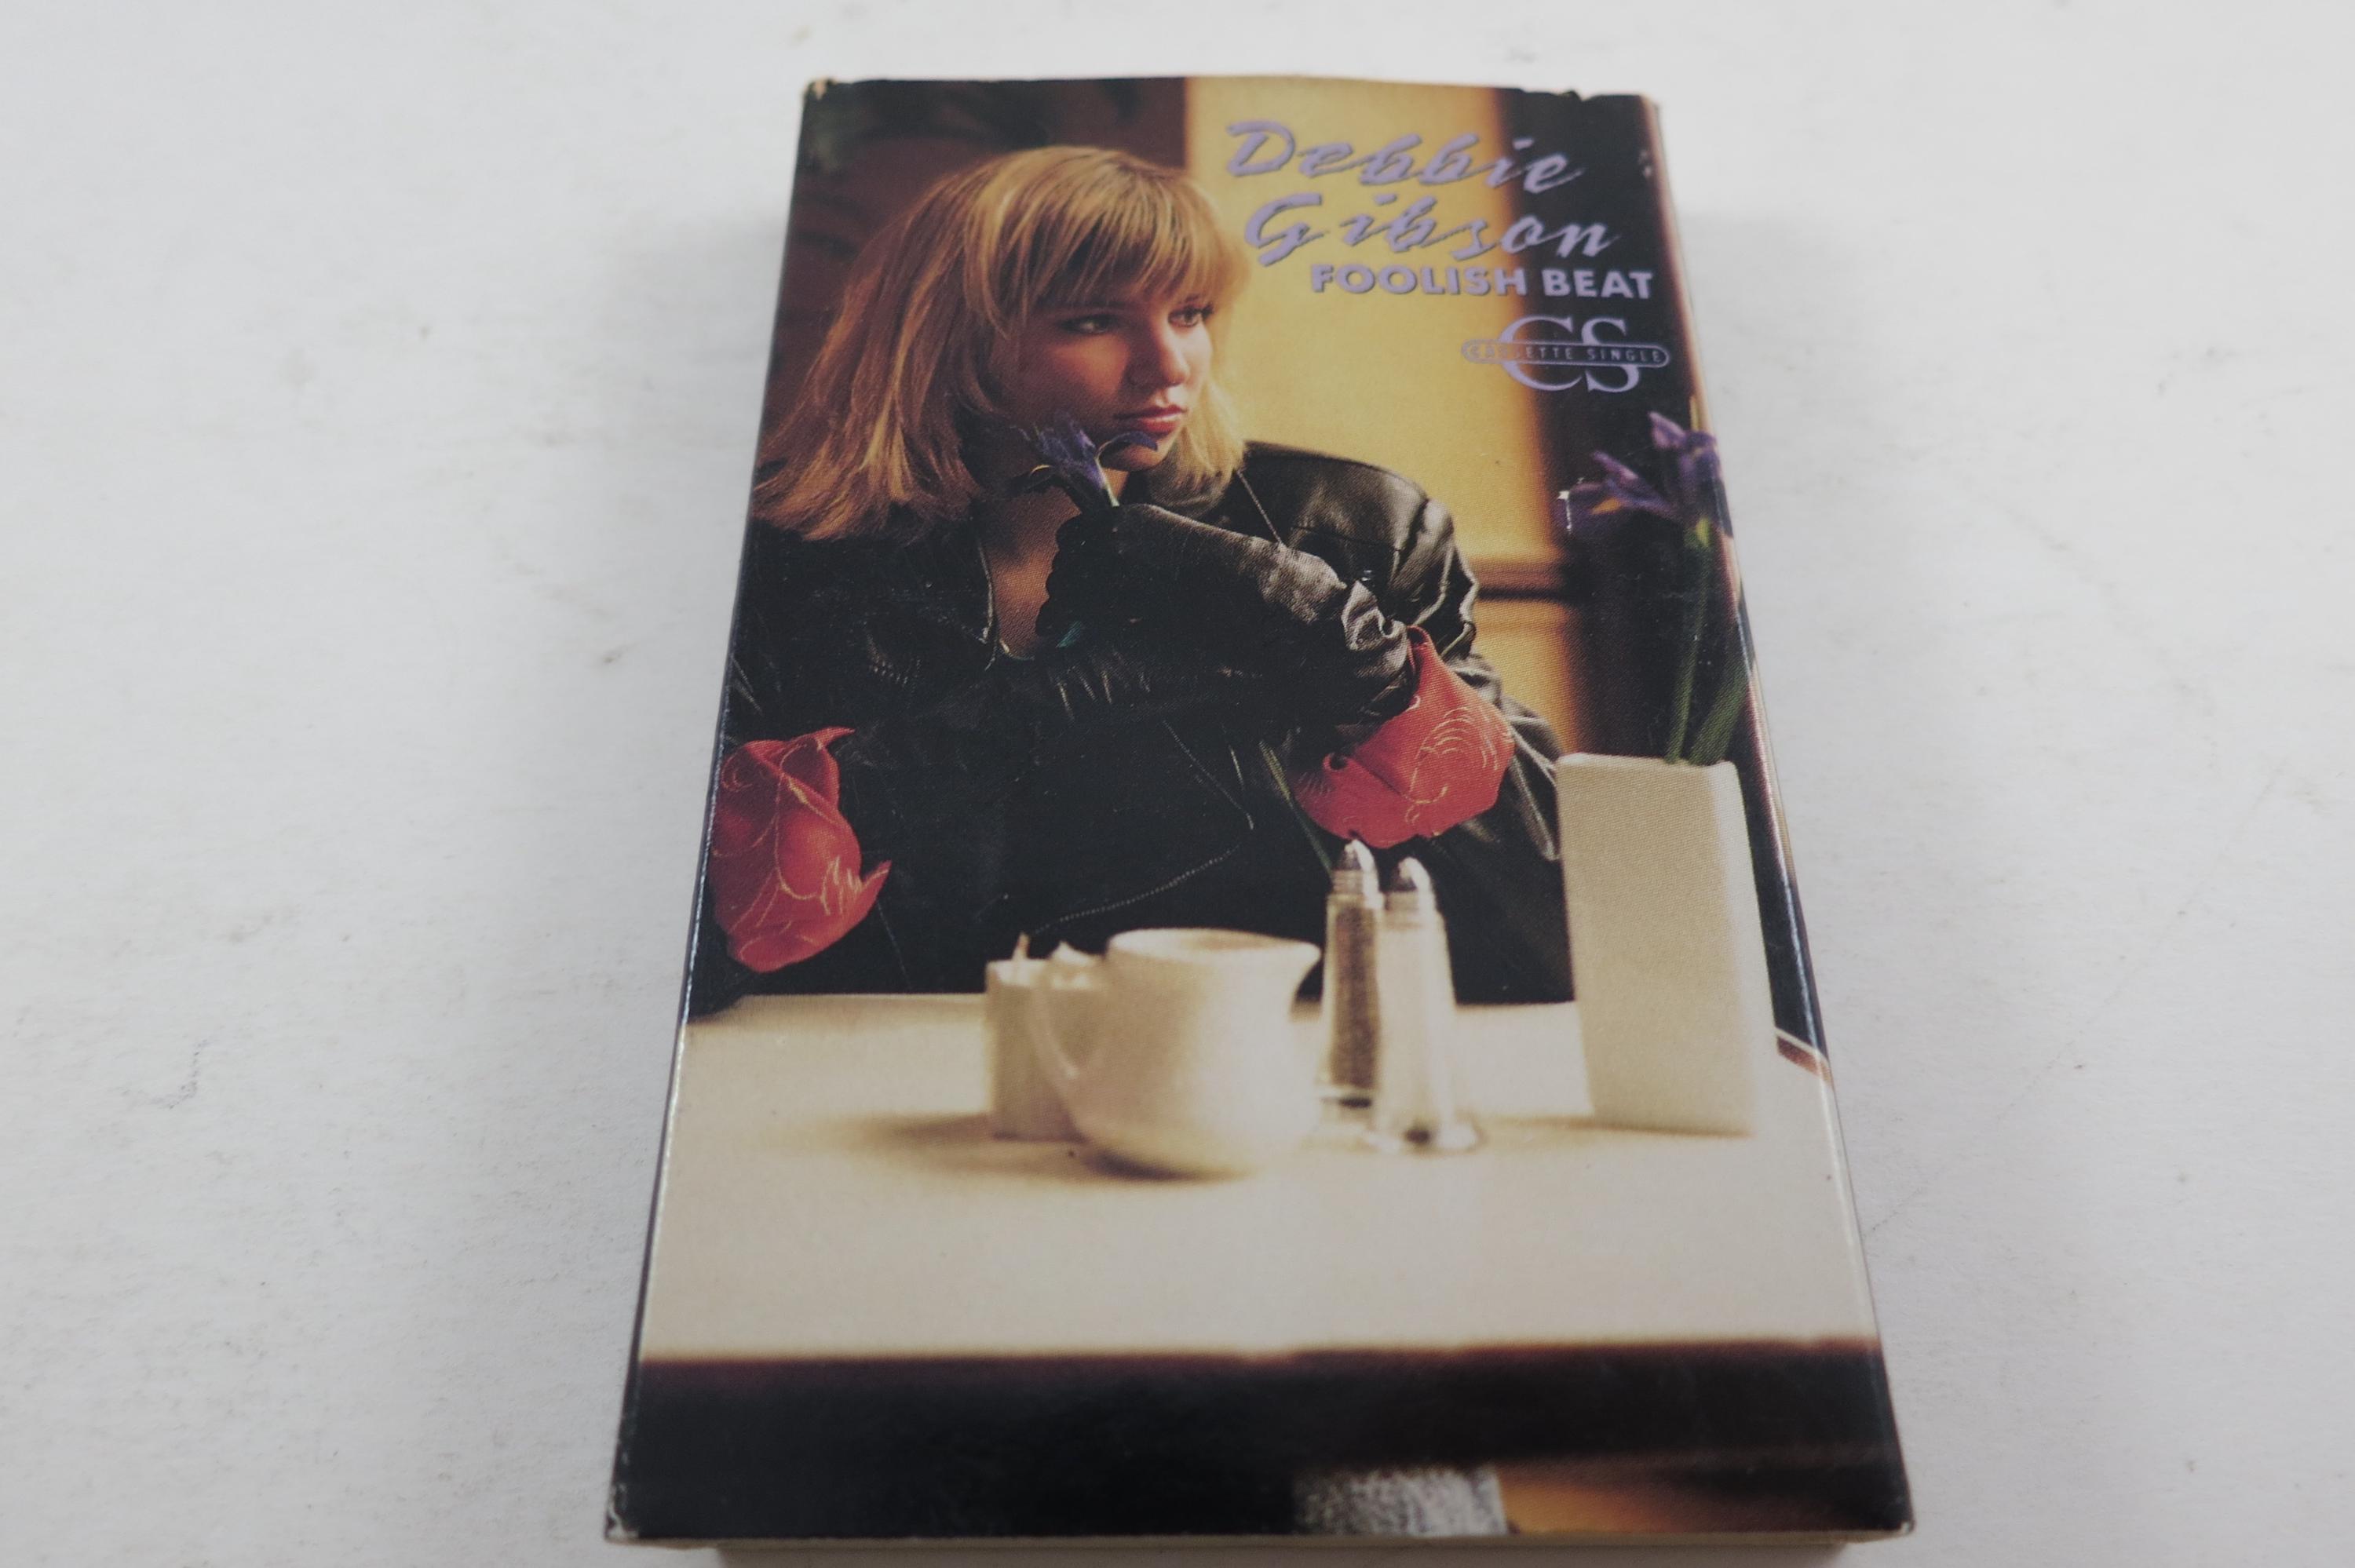 Debbie
Gibson
FOOLISH BEAT
CS
CASSETTE SINGLE